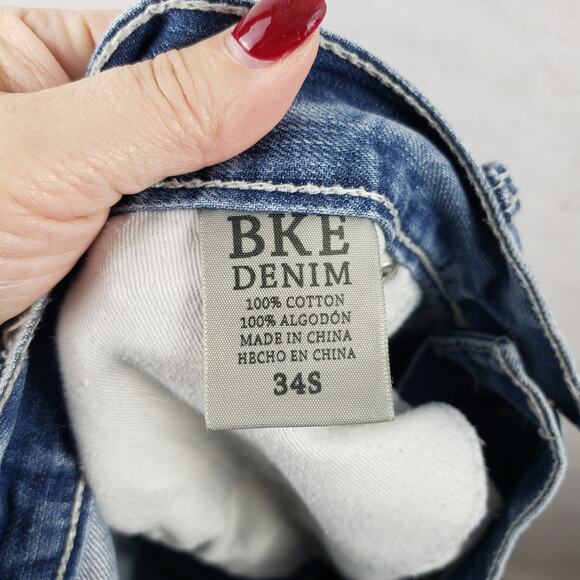 BKE
DENIM
100% COTTON
100% ALGODÓN
MADE IN CHINA
HECHO EN CHINA
34S